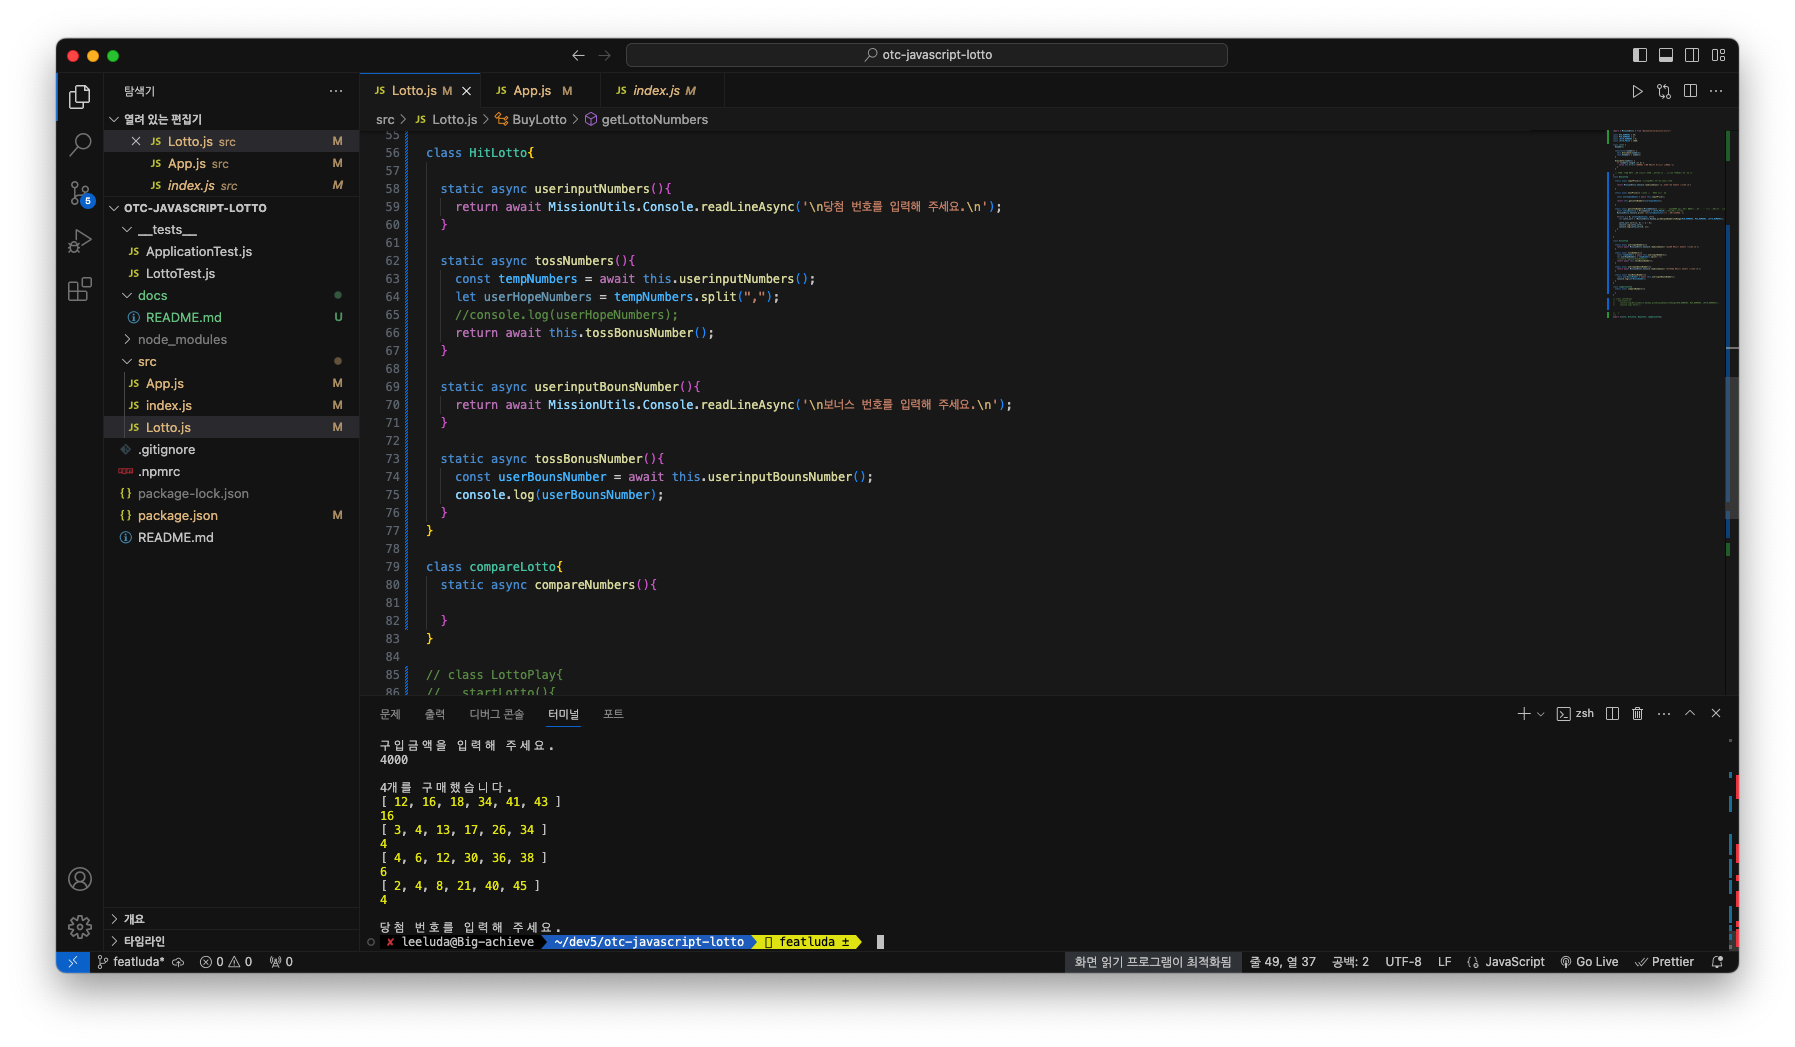 otc-javascript-lotto
탐색기
열려 있는 편집기
JS Lotto.js src M
JS App.js src M
JS index.js src M
5
OTC-JAVASCRIPT-LOTTO
__tests__
JS ApplicationTest.js
JS LottoTest.js
docs
README.md U
node_modules
src
JS App.js M
JS index.js M
JS Lotto.js M
.gitignore
.npmrc
{} package-lock.json
{} package.json M
README.md
개요
타임라인
JS Lotto.js M
JS App.js M
JS index.js M
src > JS Lotto.js > BuyLotto > getLottoNumbers
55
56 class HitLotto{
57
58 static async userinputNumbers(){
59 return await MissionUtils.Console.readLineAsync('\n당첨 번호를 입력해 주세요.\n');
60 }
61
62 static async tossNumbers(){
63 const tempNumbers = await this.userinputNumbers();
64 let userHopeNumbers = tempNumbers.split(",");
65 //console.log(userHopeNumbers);
66 return await this.tossBonusNumber();
67 }
68
69 static async userinputBounsNumber(){
70 return await MissionUtils.Console.readLineAsync('\n보너스 번호를 입력해 주세요.\n');
71 }
72
73 static async tossBonusNumber(){
74 const userBounsNumber = await this.userinputBounsNumber();
75 console.log(userBounsNumber);
76 }
77 }
78
79 class compareLotto{
80 static async compareNumbers(){
81
82 }
83 }
84
85 // class LottoPlay{
86 // startLotto(){
문제 출력 디버그 콘솔 터미널 포트
zsh
구입금액을 입력해 주세요.
4000
4개를 구매했습니다.
[ 12, 16, 18, 34, 41, 43 ]
16
[ 3, 4, 13, 17, 26, 34 ]
4
[ 4, 6, 12, 30, 36, 38 ]
6
[ 2, 4, 8, 21, 40, 45 ]
4
당첨 번호를 입력해 주세요.
✘ leeluda@Big-achieve ~/dev5/otc-javascript-lotto featluda ±
featluda* 0 0 0 화면 읽기 프로그램이 최적화됨 줄 49, 열 37 공백: 2 UTF-8 LF JavaScript Go Live Prettier